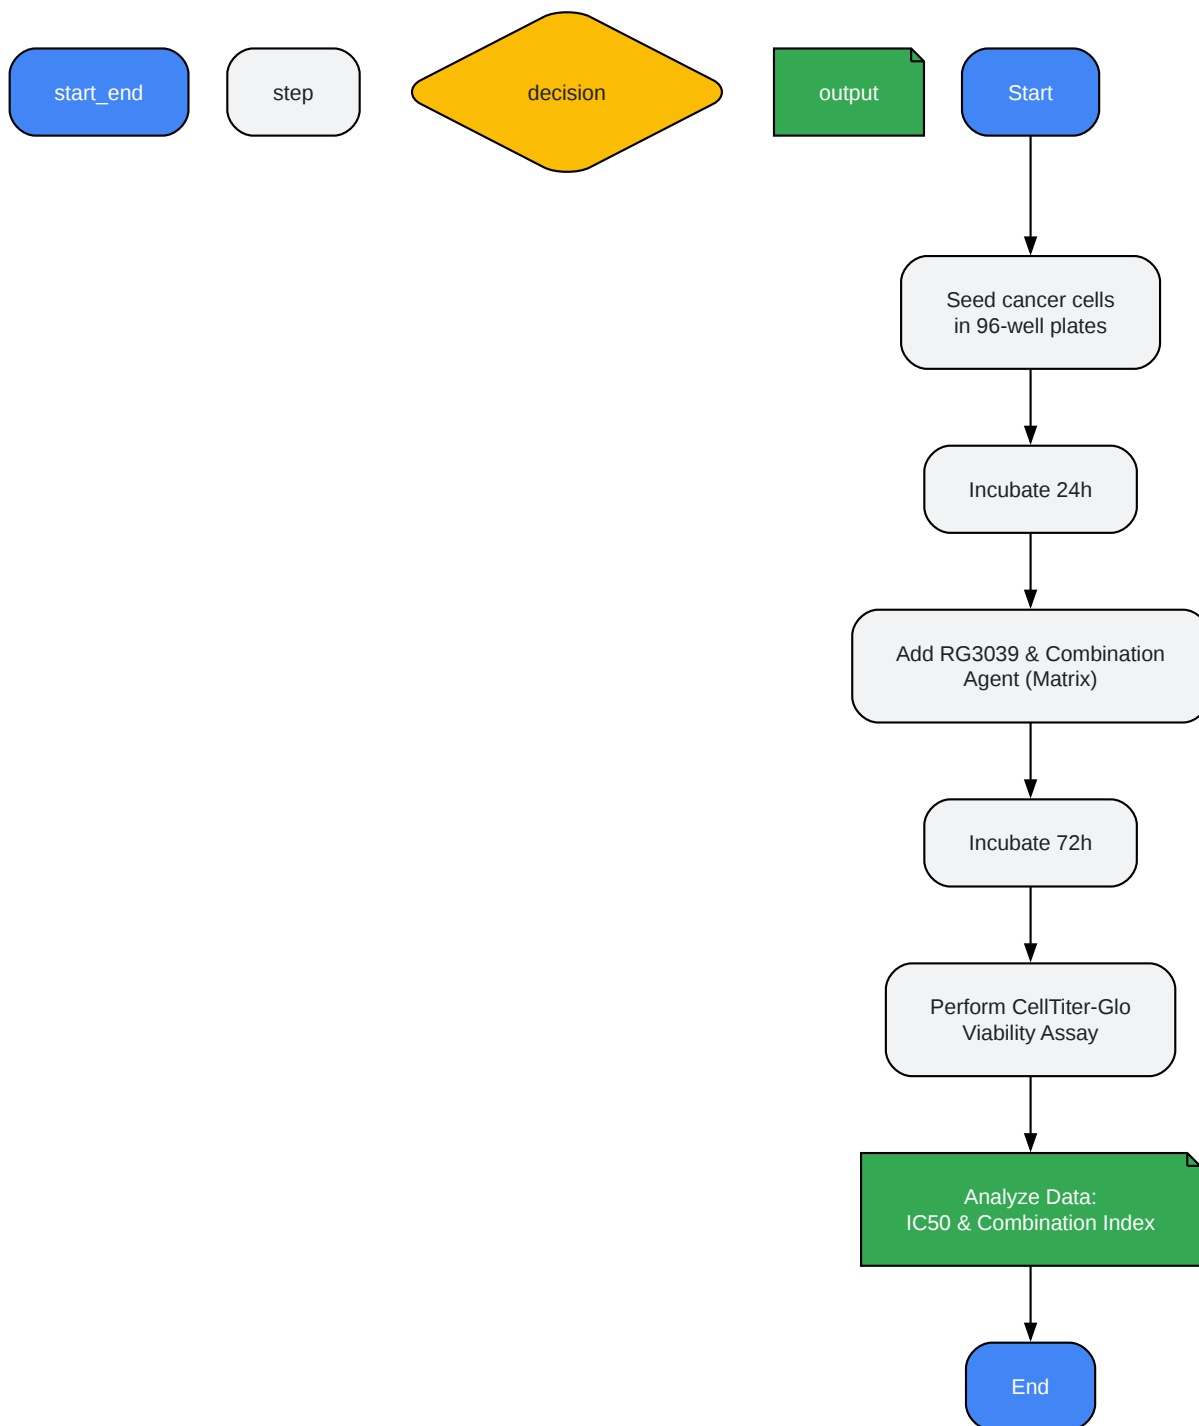 start_end
step
decision
output
Start
Seed cancer cells
in 96-well plates
Incubate 24h
Add RG3039 & Combination
Agent (Matrix)
Incubate 72h
Perform CellTiter-Glo
Viability Assay
Analyze Data:
IC50 & Combination Index
End